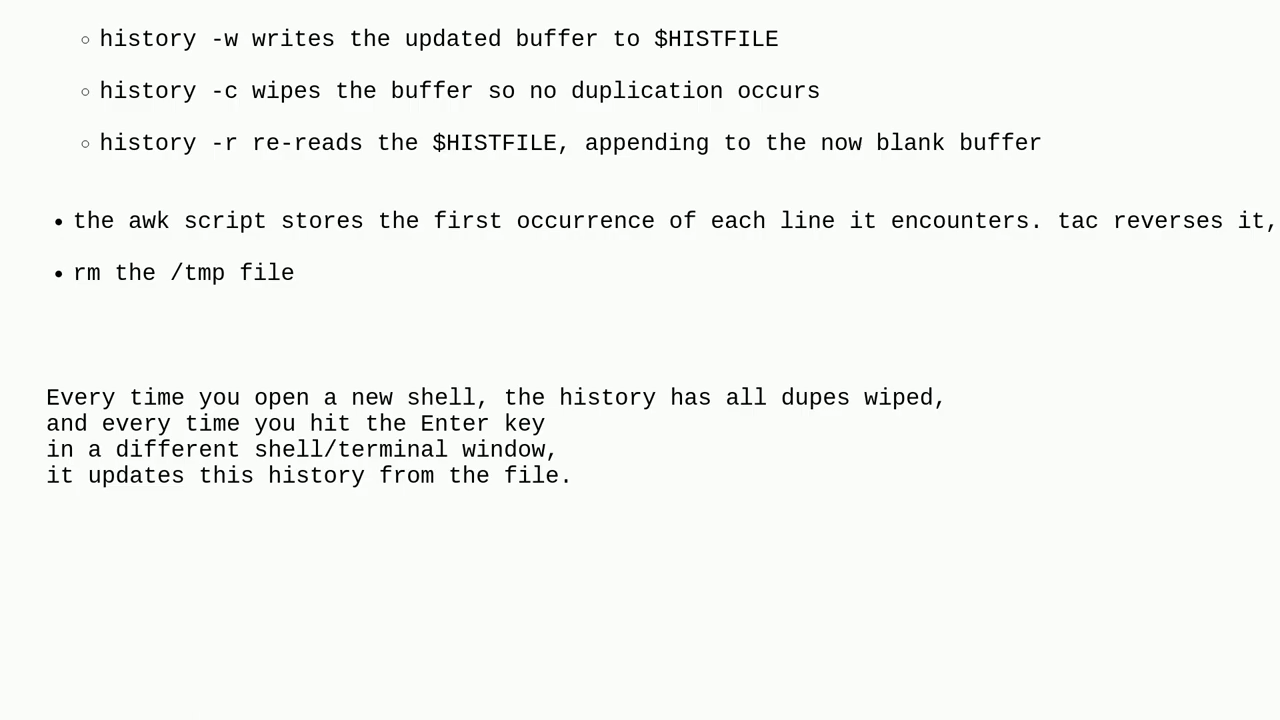 history -w writes the updated buffer to $HISTFILE
history -c wipes the buffer so no duplication occurs
history -r re-reads the $HISTFILE, appending to the now blank buffer
the awk script stores the first occurrence of each line it encounters. tac reverses it,
rm the /tmp file
Every time you open a new shell, the history has all dupes wiped,
and every time you hit the Enter key
in a different shell/terminal window,
it updates this history from the file.